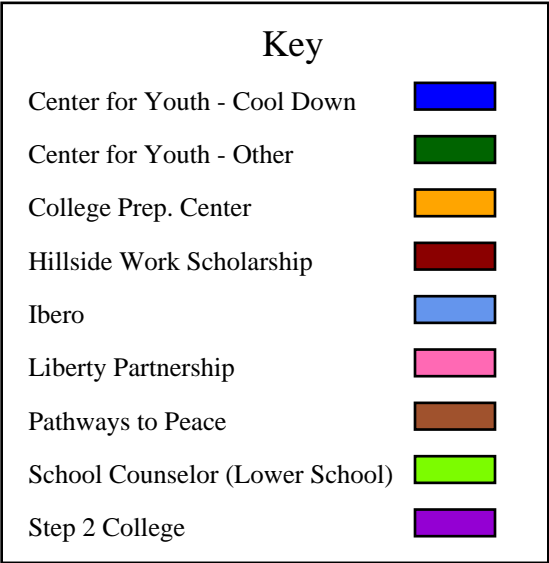 Key
Center for Youth - Cool Down
Center for Youth - Other
College Prep. Center
Hillside Work Scholarship
Ibero
Liberty Partnership
Pathways to Peace
School Counselor (Lower School)
Step 2 College